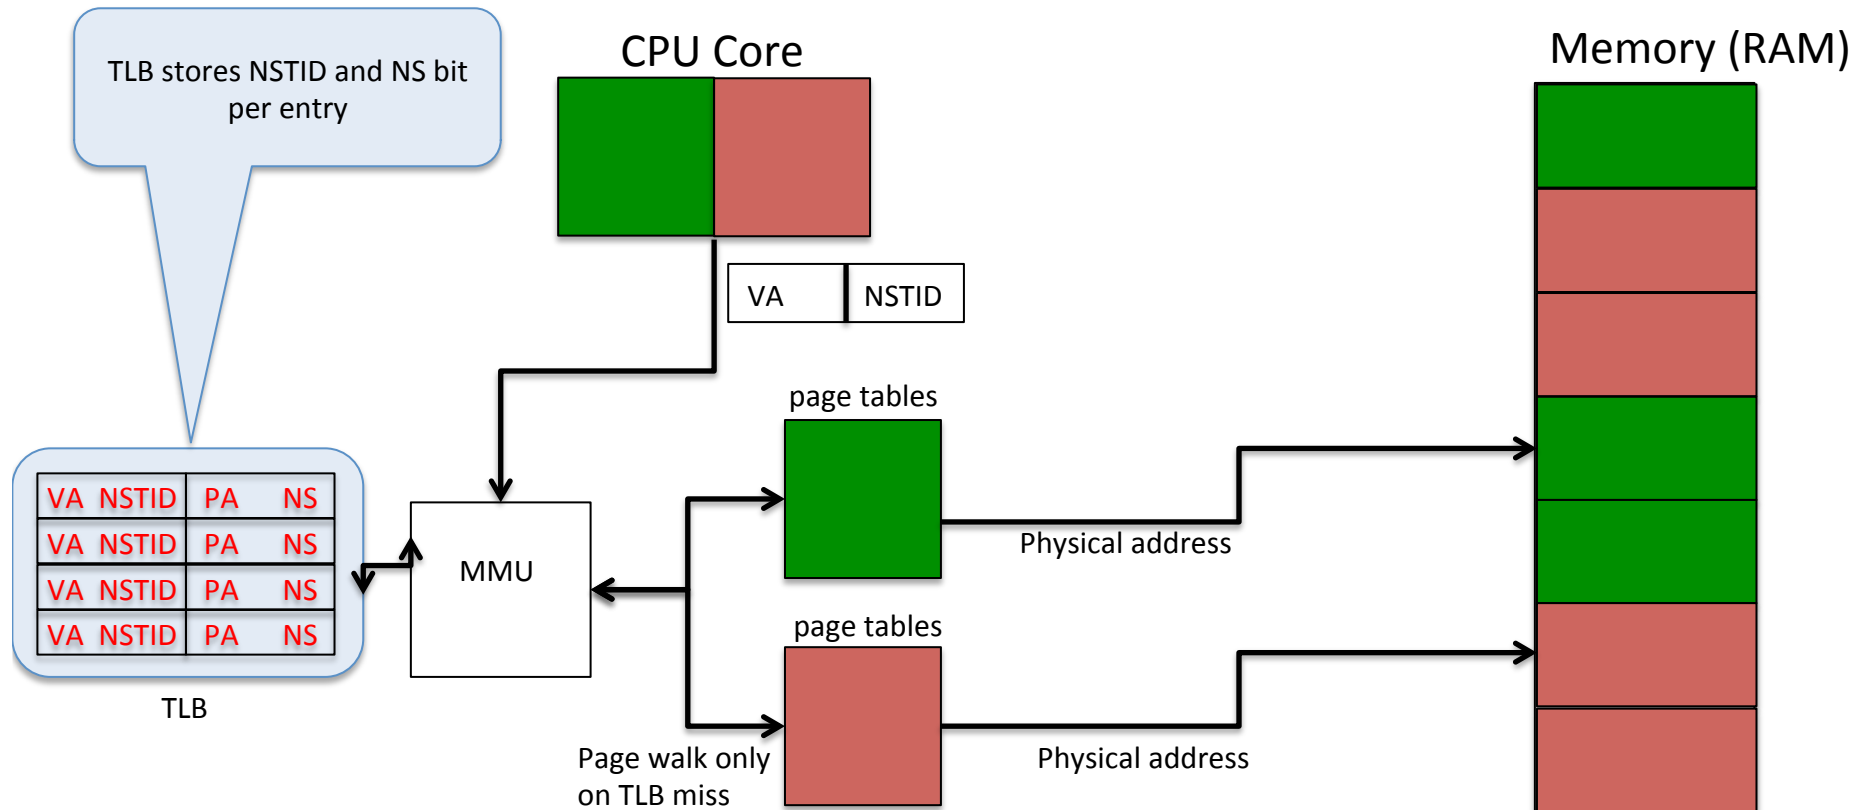 TLB stores NSTID and NS bit
per entry
CPU Core
Memory (RAM)
VA NSTID
page tables
VA NSTID PA NS
VA NSTID PA NS
VA NSTID PA NS
VA NSTID PA NS
TLB
MMU
Physical address
page tables
Page walk only
on TLB miss
Physical address